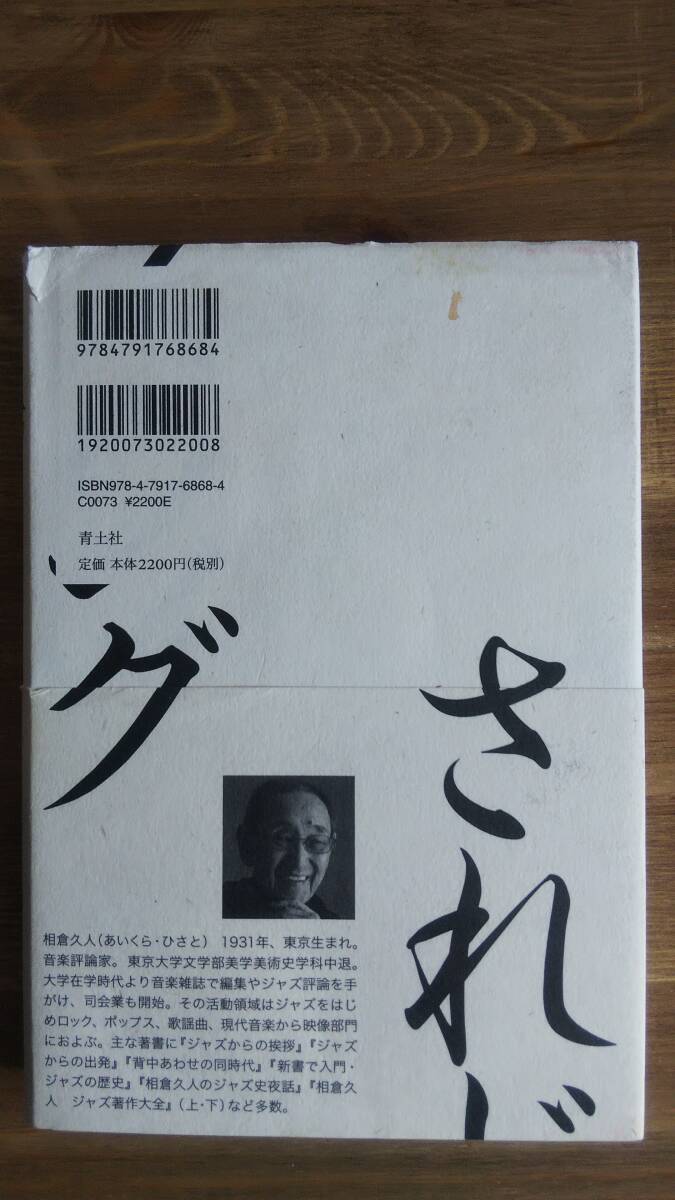 9784791768684
1920073022008
ISBN978-4-7917-6868-4
C0073 ¥2200E
青土社
定価 本体2200円（税別）
グ
されじ
相倉久人（あいくら・ひさと） 1931年、東京生まれ。
音楽評論家。東京大学文学部美学美術史学科中退。
大学在学時代より音楽雑誌で編集やジャズ評論を手
がけ、司会業も開始。その活動領域はジャズをはじ
めロック、ポップス、歌謡曲、現代音楽から映像部門
におよぶ。主な著書に『ジャズからの挨拶』『ジャズ
からの出発』『背中あわせの同時代』『新書で入門・
ジャズの歴史』『相倉久人のジャズ史夜話』『相倉久
人 ジャズ著作大全』（上・下）など多数。